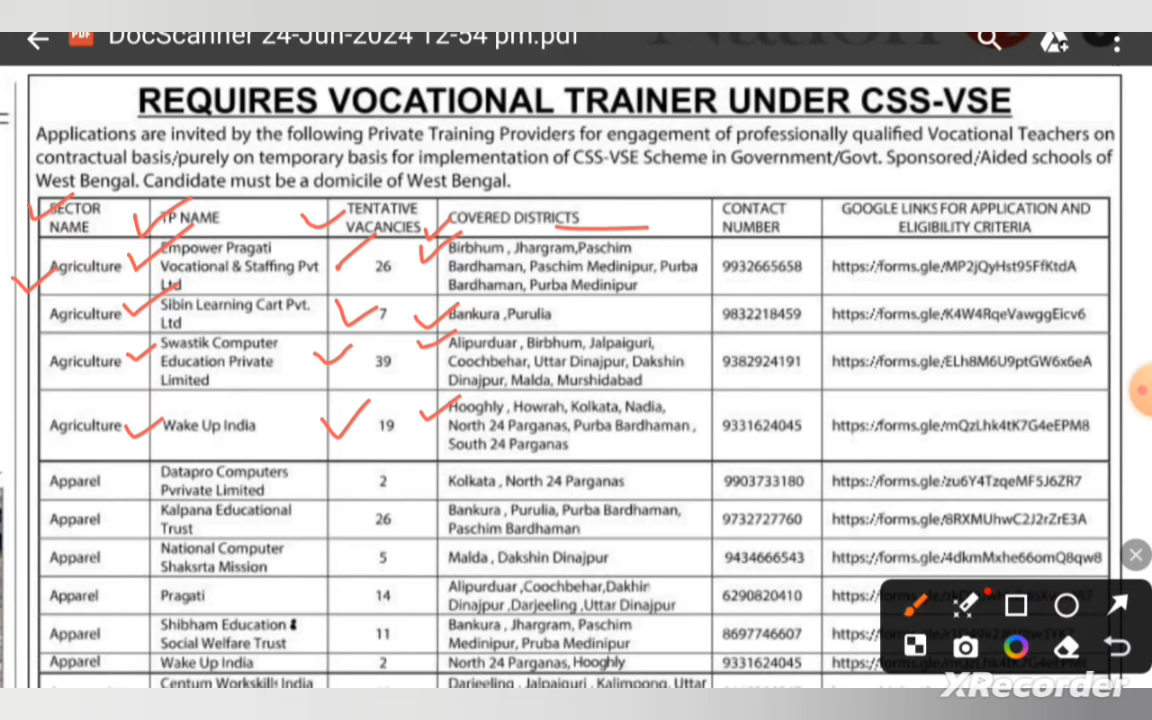 DocScanner 24-Jun-2024 12-54 pm.pdf
REQUIRES VOCATIONAL TRAINER UNDER CSS-VSE
Applications are invited by the following Private Training Providers for engagement of professionally qualified Vocational Teachers on
contractual basis/purely on temporary basis for implementation of CSS-VSE Scheme in Government/Govt. Sponsored/Aided schools of
West Bengal. Candidate must be a domicile of West Bengal.
SECTOR NAME TP NAME TENTATIVE VACANCIES COVERED DISTRICTS CONTACT NUMBER GOOGLE LINKS FOR APPLICATION AND ELIGIBILITY CRITERIA
Agriculture Empower Pragati Vocational & Staffing Pvt Ltd 26 Birbhum , Jhargram,Paschim Bardhaman, Paschim Medinipur, Purba Bardhaman, Purba Medinipur 9932665658 https://forms.gle/MP2jQyHst95FfKtdA
Agriculture Sibin Learning Cart Pvt. Ltd 7 Bankura ,Purulia 9832218459 https://forms.gle/K4W4RqeVawggEicv6
Agriculture Swastik Computer Education Private Limited 39 Alipurduar , Birbhum, Jalpaiguri, Coochbehar, Uttar Dinajpur, Dakshin Dinajpur, Malda, Murshidabad 9382924191 https://forms.gle/ELh8M6U9ptGW6x6eA
Agriculture Wake Up India 19 Hooghly , Howrah, Kolkata, Nadia, North 24 Parganas, Purba Bardhaman , South 24 Parganas 9331624045 https://forms.gle/mQzLhk4tK7G4eEPM8
Apparel Datapro Computers Pvrivate Limited 2 Kolkata , North 24 Parganas 9903733180 https://forms.gle/zu6Y4TzqeMF5J6ZR7
Apparel Kalpana Educational Trust 26 Bankura , Purulia, Purba Bardhaman, Paschim Bardhaman 9732727760 https://forms.gle/8RXMUhwC2J2rZrE3A
Apparel National Computer Shaksrta Mission 5 Malda , Dakshin Dinajpur 9434666543 https://forms.gle/4dkmMxhe66omQ8qw8
Apparel Pragati 14 Alipurduar ,Coochbehar,Dakhin Dinajpur,Darjeeling ,Uttar Dinajpur 6290820410 https:/
Apparel Shibham Education & Social Welfare Trust 11 Bankura, Jhargram, Paschim Medinipur, Pruba Medinipur 8697746607 https:/
Apparel Wake Up India 2 North 24 Parganas, Hooghly 9331624045 https:/
Centum Workskills India Darjeeling , Jalpaiguri , Kalimpong, Uttar
XRecorder